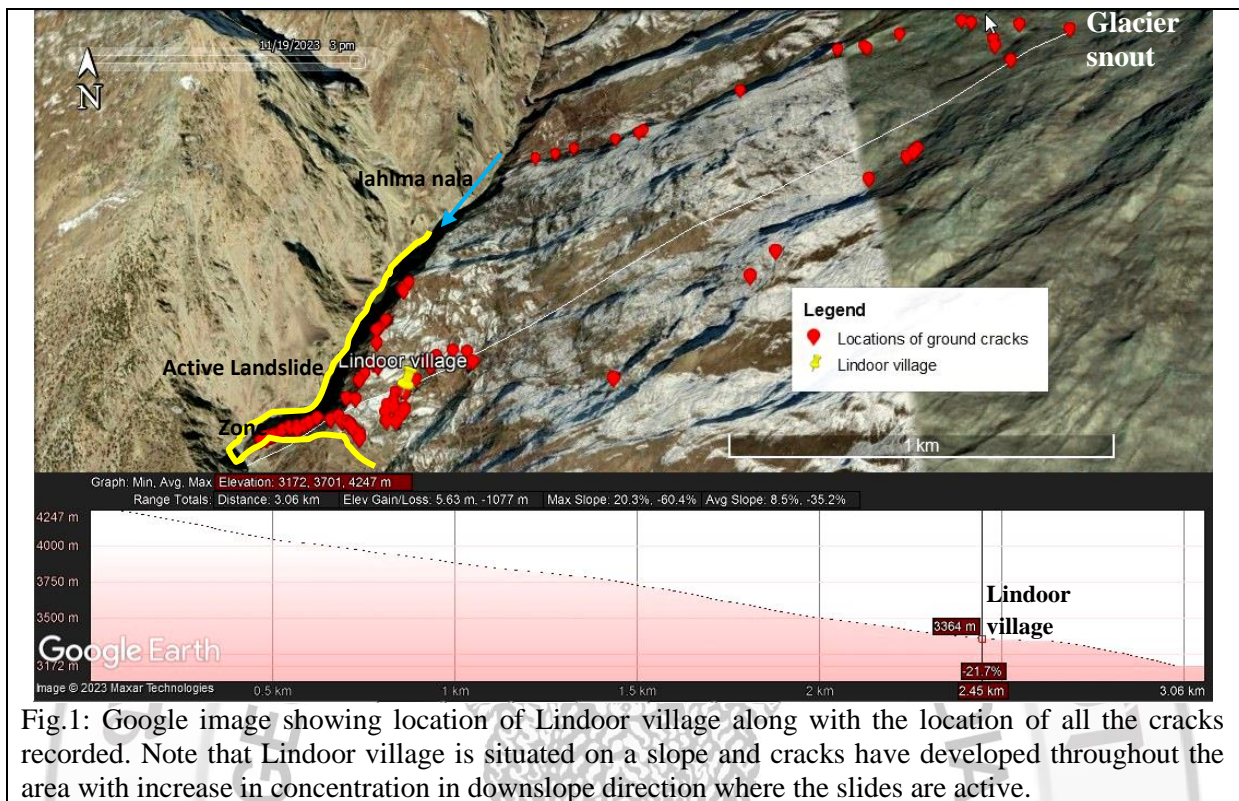 11/19/2023 3 pm
N
Glacier
snout
Jahlma nala
Active Landslide
Zone
Lindoor village
Legend
Locations of ground cracks
Lindoor village
1 km
Graph: Min, Avg, Max Elevation: 3172, 3701, 4247 m
Range Totals: Distance: 3.06 km Elev Gain/Loss: 5.63 m, -1077 m Max Slope: 20.3%, -60.4% Avg Slope: 8.5%, -35.2%
4247 m
4000 m
3750 m
3500 m
3172 m
Lindoor
village
3364 m
-21.7%
Google Earth
Image © 2023 Maxar Technologies
0.5 km 1 km 1.5 km 2 km 2.45 km 3.06 km
Fig.1: Google image showing location of Lindoor village along with the location of all the cracks
recorded. Note that Lindoor village is situated on a slope and cracks have developed throughout the
area with increase in concentration in downslope direction where the slides are active.